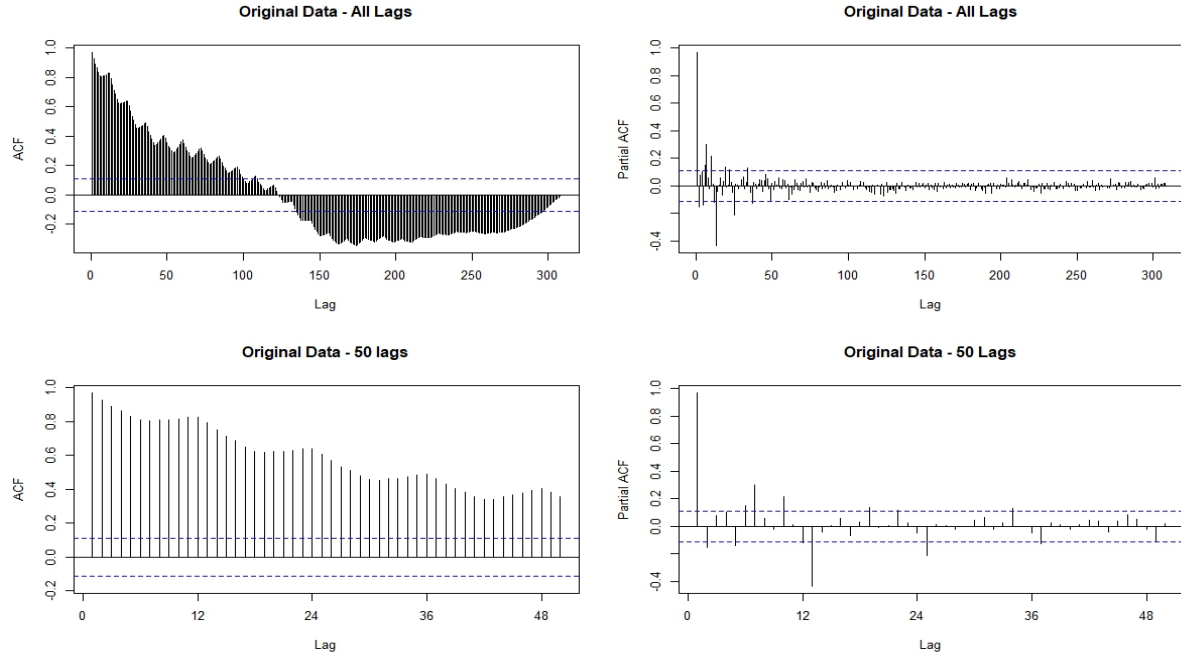 Original Data - All Lags
ACF
-0.2 0.0 0.2 0.4 0.6 0.8 1.0
0 50 100 150 200 250 300
Lag
Original Data - All Lags
Partial ACF
-0.4 0.0 0.2 0.4 0.6 0.8 1.0
0 50 100 150 200 250 300
Lag
Original Data - 50 lags
ACF
-0.2 0.0 0.2 0.4 0.6 0.8 1.0
0 12 24 36 48
Lag
Original Data - 50 Lags
Partial ACF
-0.4 0.0 0.2 0.4 0.6 0.8 1.0
0 12 24 36 48
Lag